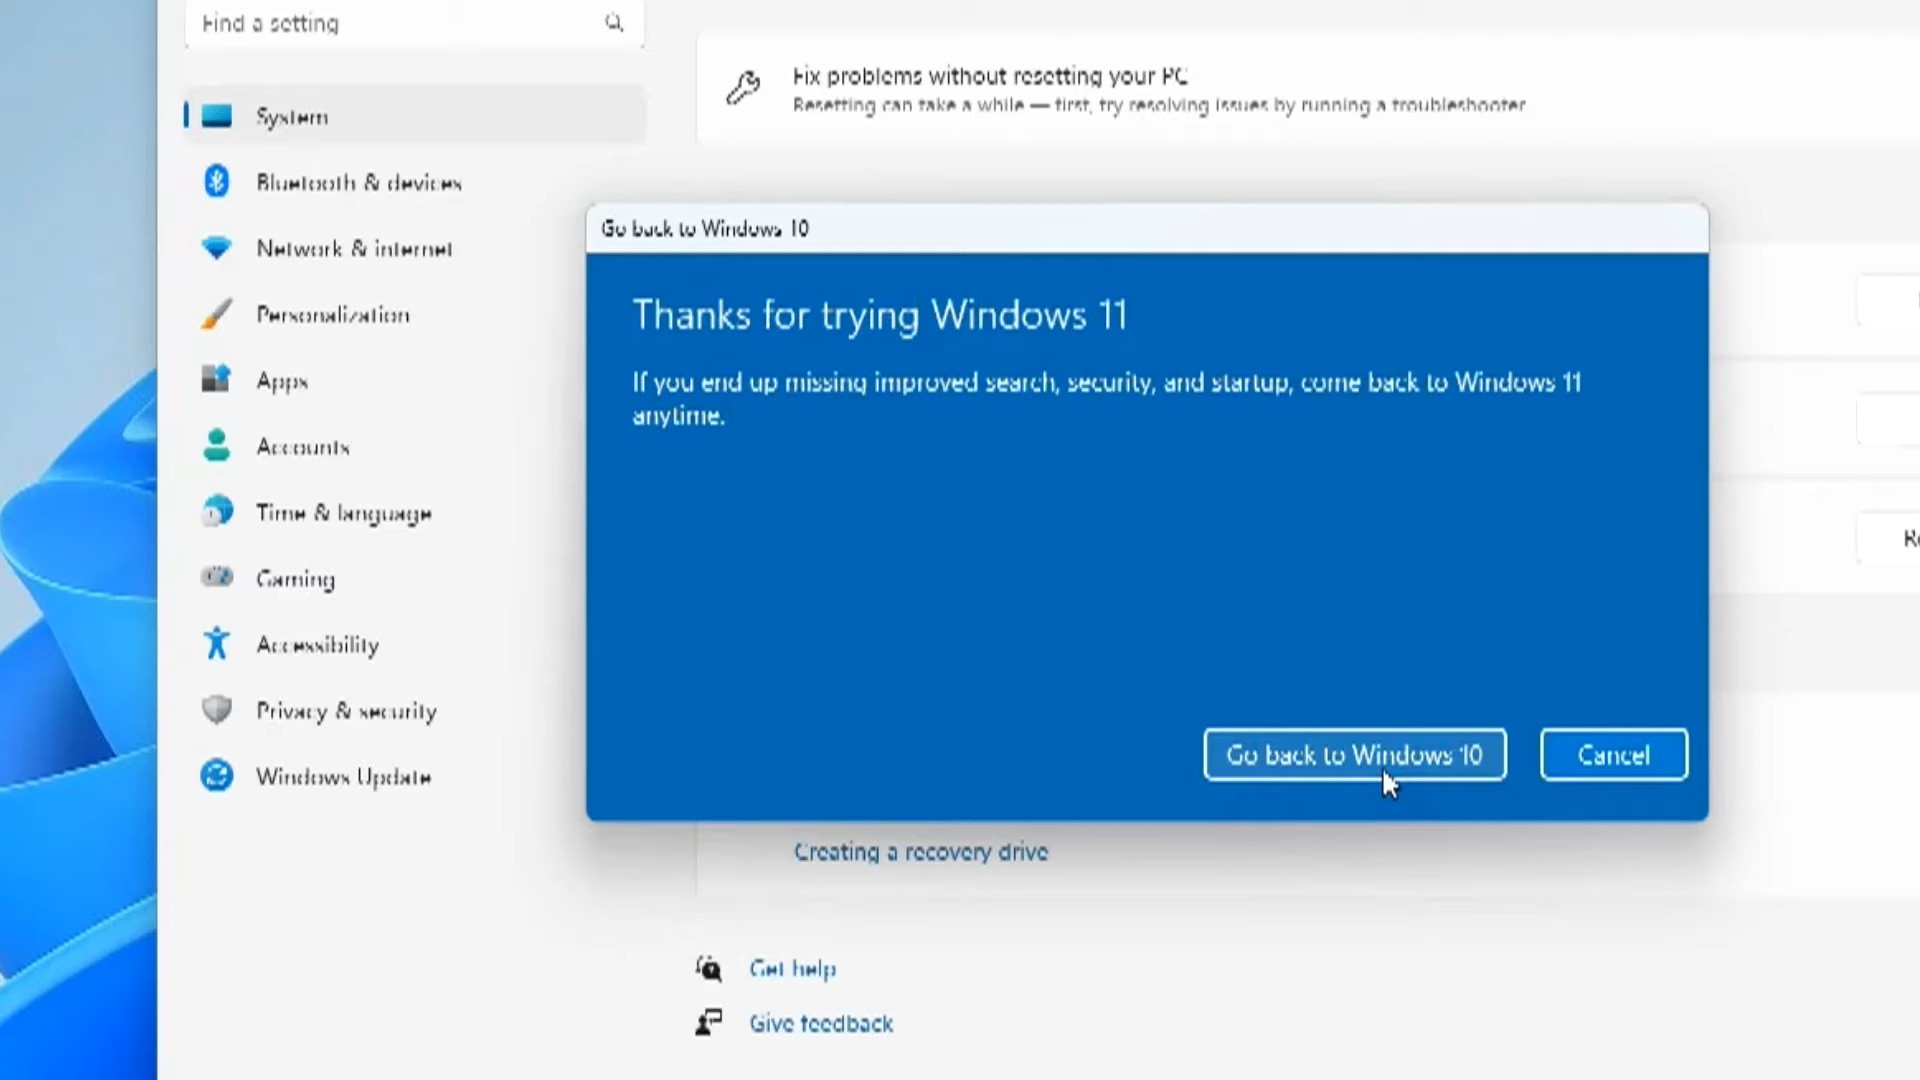 Find a setting
System
Bluetooth & devices
Network & internet
Personalization
Apps
Accounts
Time & language
Gaming
Accessibility
Privacy & security
Windows Update
Fix problems without resetting your PC
Resetting can take a while — first, try resolving issues by running a troubleshooter
Go back to Windows 10
Thanks for trying Windows 11
If you end up missing improved search, security, and startup, come back to Windows 11
anytime.
Go back to Windows 10
Cancel
Creating a recovery drive
Get help
Give feedback